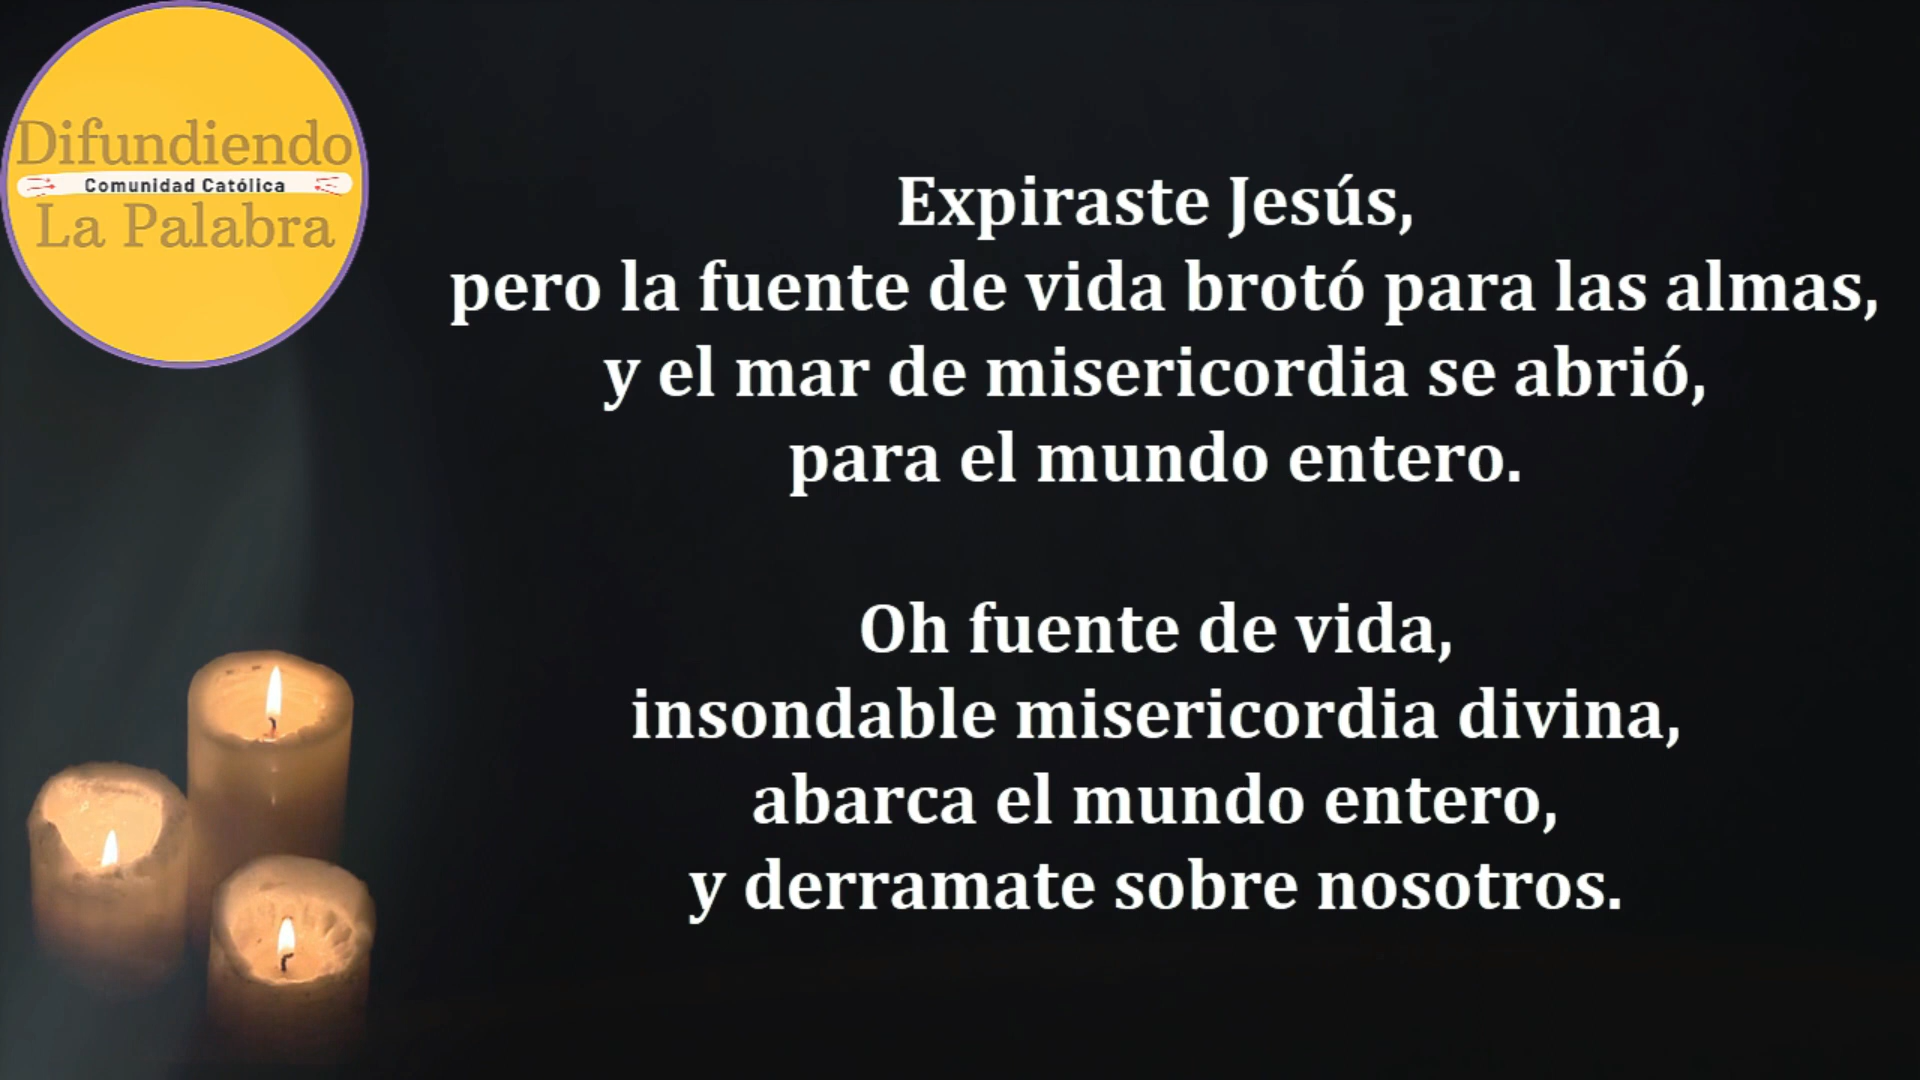 Difundiendo
Comunidad Católica
La Palabra
Expiraste Jesús,
pero la fuente de vida brotó para las almas,
y el mar de misericordia se abrió,
para el mundo entero.
Oh fuente de vida,
insondable misericordia divina,
abarca el mundo entero,
y derramate sobre nosotros.